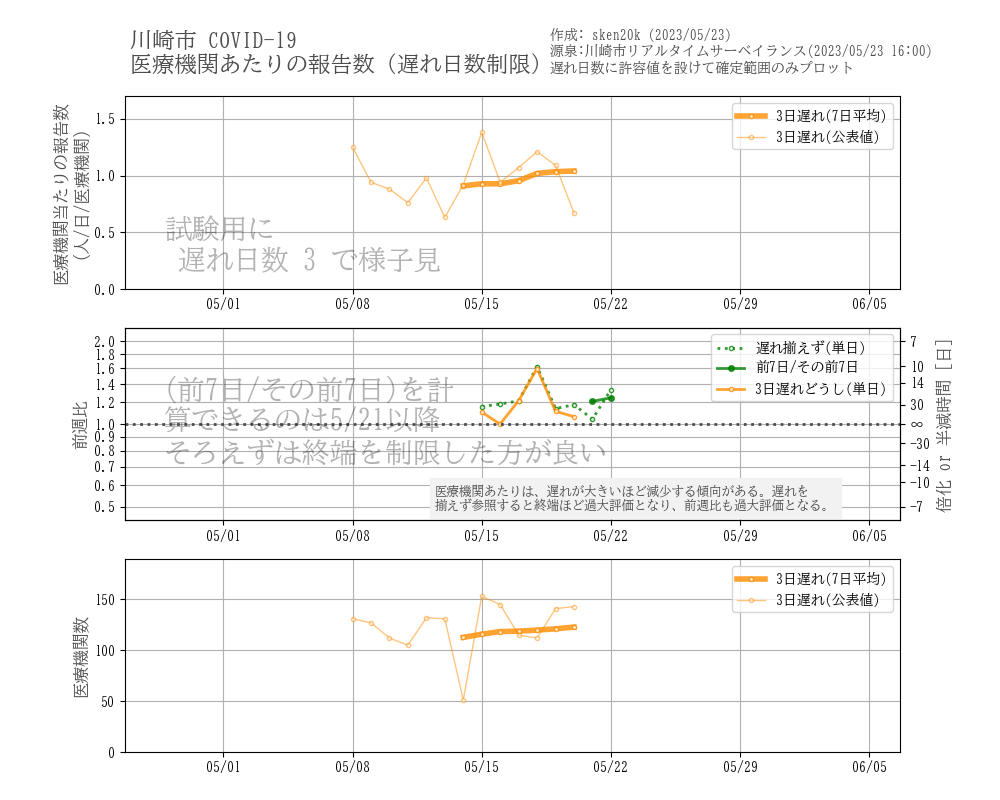 川崎市 COVID-19
医療機関あたりの報告数 (遅れ日数制限)
作成: sken20k (2023/05/23)
源泉:川崎市リアルタイムサーベイランス(2023/05/23 16:00)
遅れ日数に許容値を設けて確定範囲のみプロット
医療機関当たりの報告数
(人/日/医療機関)
1.5
1.0
0.5
0.0
3日遅れ(7日平均)
3日遅れ(公表値)
試験用に
遅れ日数 3 で様子見
05/01
05/08
05/15
05/22
05/29
06/05
前週比
2.0
1.8
1.6
1.4
1.2
1.0
0.9
0.8
0.7
0.6
0.5
遅れ揃えず(単日)
前7日/その前7日
3日遅れどうし(単日)
(前7日/その前7日)を計
算できるのは5/21以降
そろえずは終端を制限した方が良い
医療機関あたりは、遅れが大きいほど減少する傾向がある。遅れを
揃えず参照すると終端ほど過大評価となり、前週比も過大評価となる。
7
10
14
30
∞
-30
-14
-10
-7
倍化 or 半減時間 [日]
05/01
05/08
05/15
05/22
05/29
06/05
医療機関数
150
100
50
0
3日遅れ(7日平均)
3日遅れ(公表値)
05/01
05/08
05/15
05/22
05/29
06/05